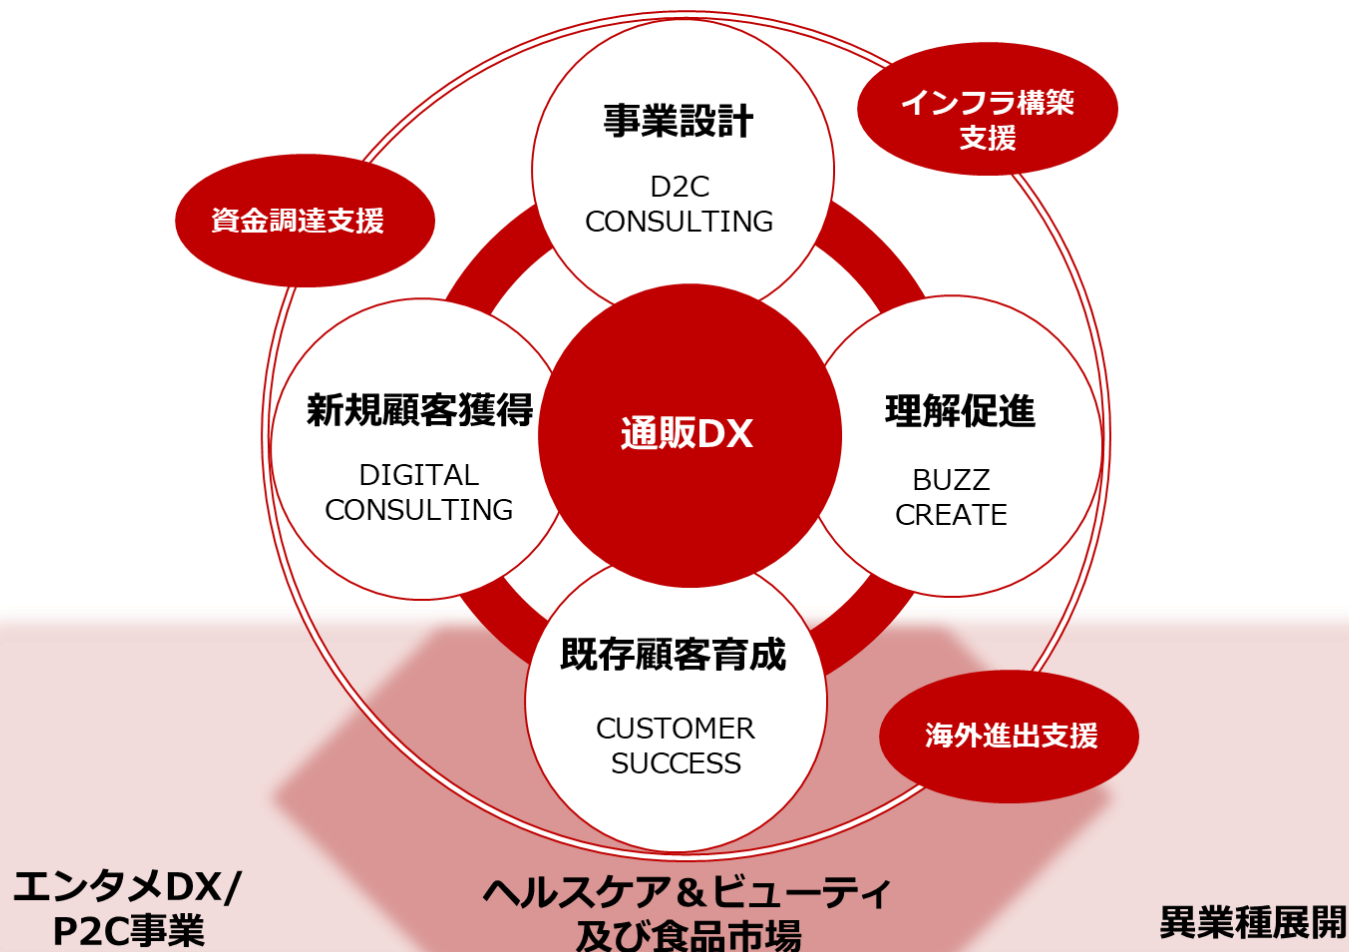 事業設計
D2C
CONSULTING
インフラ構築
支援
資金調達支援
新規顧客獲得
DIGITAL
CONSULTING
通販DX
理解促進
BUZZ
CREATE
既存顧客育成
CUSTOMER
SUCCESS
海外進出支援
エンタメDX/
P2C事業
ヘルスケア＆ビューティ
及び食品市場
異業種展開